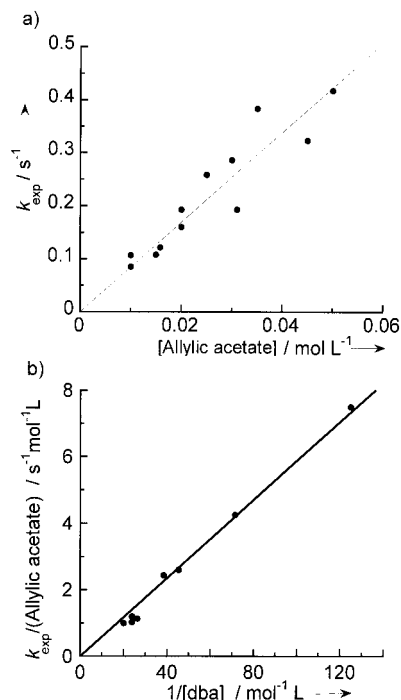 a)
0.5
0.4
0.3
0.2
0.1
0
k_exp / s⁻¹
0 0.02 0.04 0.06
[Allylic acetate] / mol L⁻¹
b)
8
6
4
2
0
k_exp/(Allylic acetate) / s⁻¹mol⁻¹L
0 40 80 120
1/[dba] / mol⁻¹ L